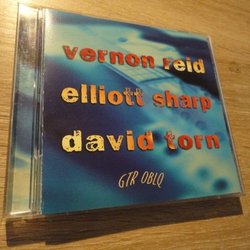 vernon reid
elliott sharp
david torn
GTR OBLQ